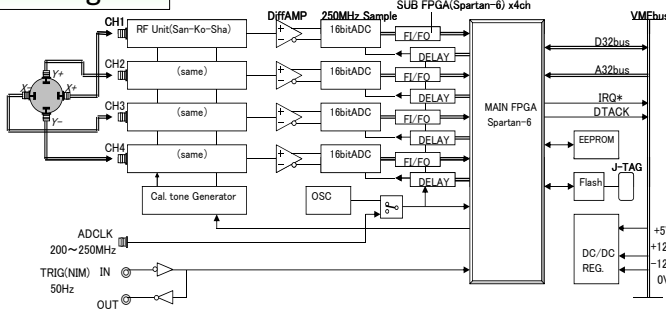 SUB FPGA(Spartan-6) x4ch
CH1
RF Unit(San-Ko-Sha)
DiffAMP
250MHz Sample
VMEbus
16bitADC
FI/FO
DELAY
D32bus
CH2
(same)
16bitADC
FI/FO
DELAY
A32bus
Y+
X-
X+
Y-
CH3
(same)
16bitADC
FI/FO
DELAY
MAIN FPGA
Spartan-6
IRQ*
DTACK
CH4
(same)
16bitADC
FI/FO
DELAY
EEPROM
J-TAG
Flash
Cal. tone Generator
OSC
ADCLK
200～250MHz
DC/DC
REG.
+5V
+12
-12
0V
TRIG(NIM) IN
50Hz
OUT